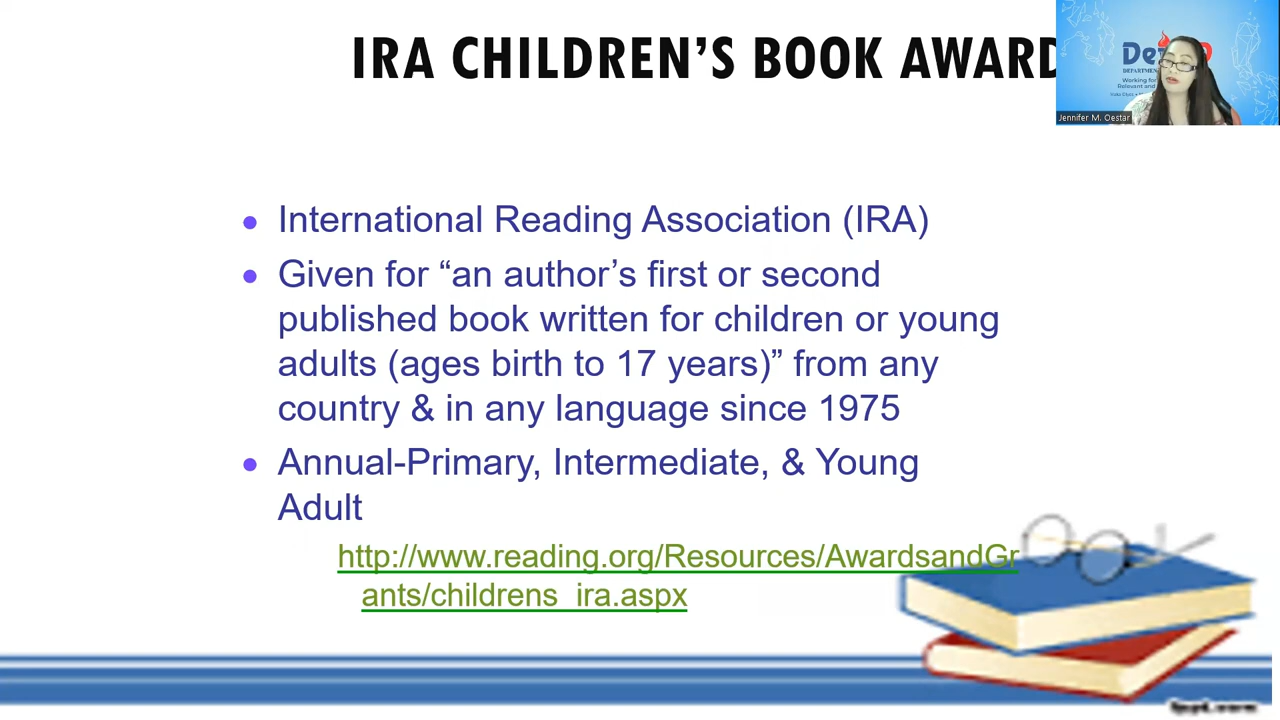 IRA CHILDREN’S BOOK AWARD
Jennifer M. Oestar
International Reading Association (IRA)
Given for “an author’s first or second
published book written for children or young
adults (ages birth to 17 years)” from any
country & in any language since 1975
Annual-Primary, Intermediate, & Young
Adult
http://www.reading.org/Resources/AwardsandGr
ants/childrens_ira.aspx